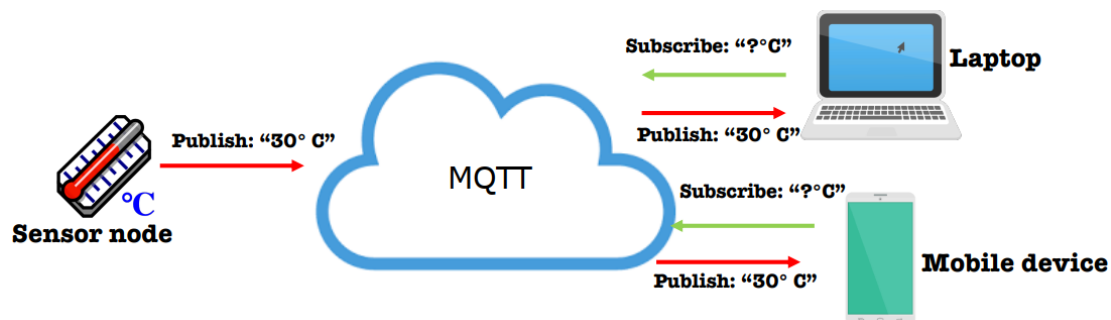 Subscribe: “?°C”
Laptop
Publish: “30° C”
Publish: “30° C”
MQTT
°C
Sensor node
Subscribe: “?°C”
Mobile device
Publish: “30° C”